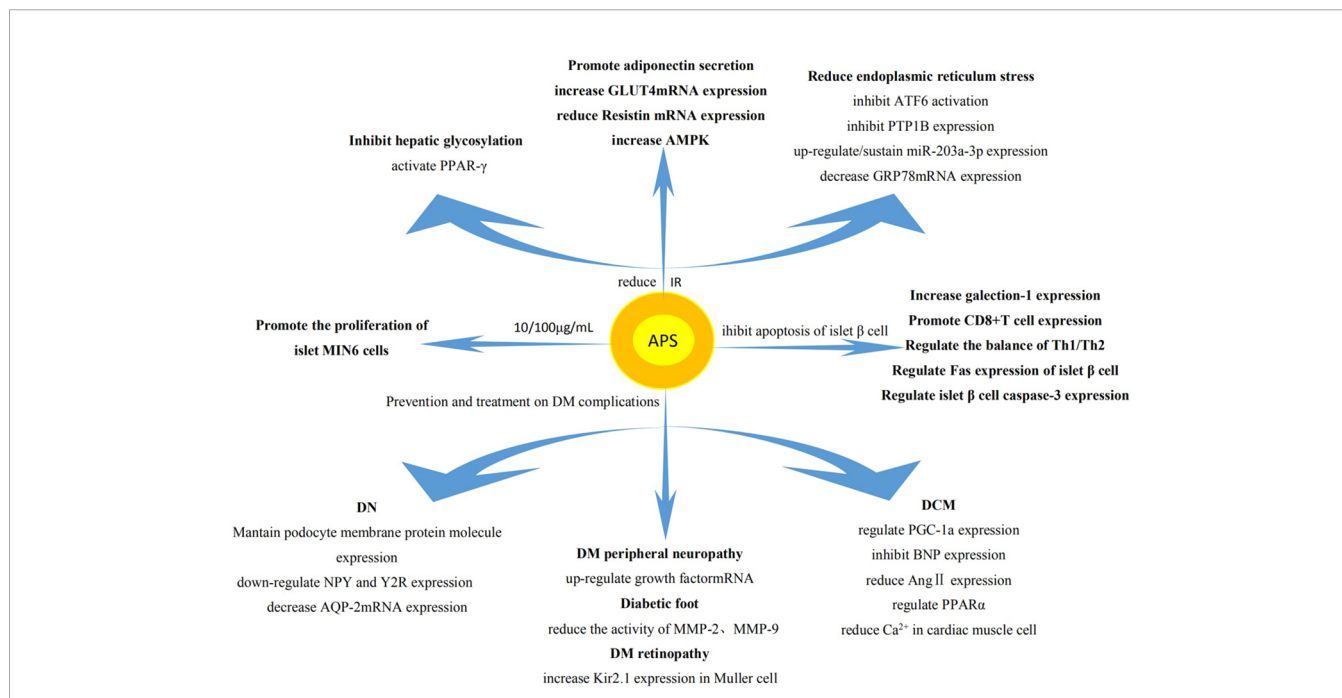 Promote adiponectin secretion
increase GLUT4mRNA expression
reduce Resistin mRNA expression
increase AMPK
Reduce endoplasmic reticulum stress
inhibit ATF6 activation
inhibit PTP1B expression
up-regulate/sustain miR-203a-3p expression
decrease GRP78mRNA expression
Inhibit hepatic glycosylation
activate PPAR-γ
reduce IR
Promote the proliferation of
islet MIN6 cells
10/100μg/mL
APS
ihibit apoptosis of islet β cell
Increase galection-1 expression
Promote CD8+T cell expression
Regulate the balance of Th1/Th2
Regulate Fas expression of islet β cell
Regulate islet β cell caspase-3 expression
Prevention and treatment on DM complications
DN
Mantain podocyte membrane protein molecule
expression
down-regulate NPY and Y2R expression
decrease AQP-2mRNA expression
DM peripheral neuropathy
up-regulate growth factormRNA
Diabetic foot
reduce the activity of MMP-2、MMP-9
DM retinopathy
increase Kir2.1 expression in Muller cell
DCM
regulate PGC-1a expression
inhibit BNP expression
reduce AngⅡ expression
regulate PPARα
reduce Ca²⁺ in cardiac muscle cell